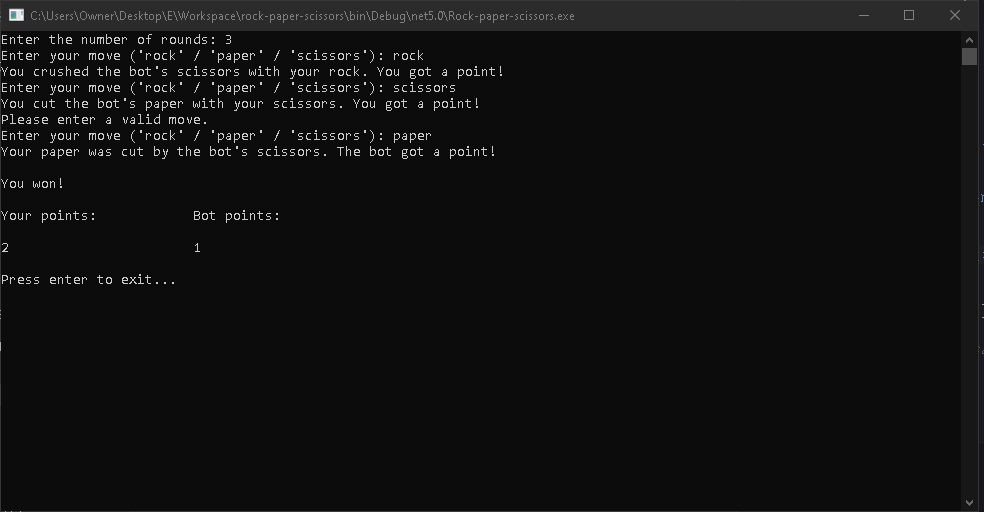 C:\Users\Owner\Desktop\E\Workspace\rock-paper-scissors\bin\Debug\net5.0\Rock-paper-scissors.exe
Enter the number of rounds: 3
Enter your move ('rock' / 'paper' / 'scissors'): rock
You crushed the bot's scissors with your rock. You got a point!
Enter your move ('rock' / 'paper' / 'scissors'): scissors
You cut the bot's paper with your scissors. You got a point!
Please enter a valid move.
Enter your move ('rock' / 'paper' / 'scissors'): paper
Your paper was cut by the bot's scissors. The bot got a point!
You won!
Your points: Bot points:
2 1
Press enter to exit...